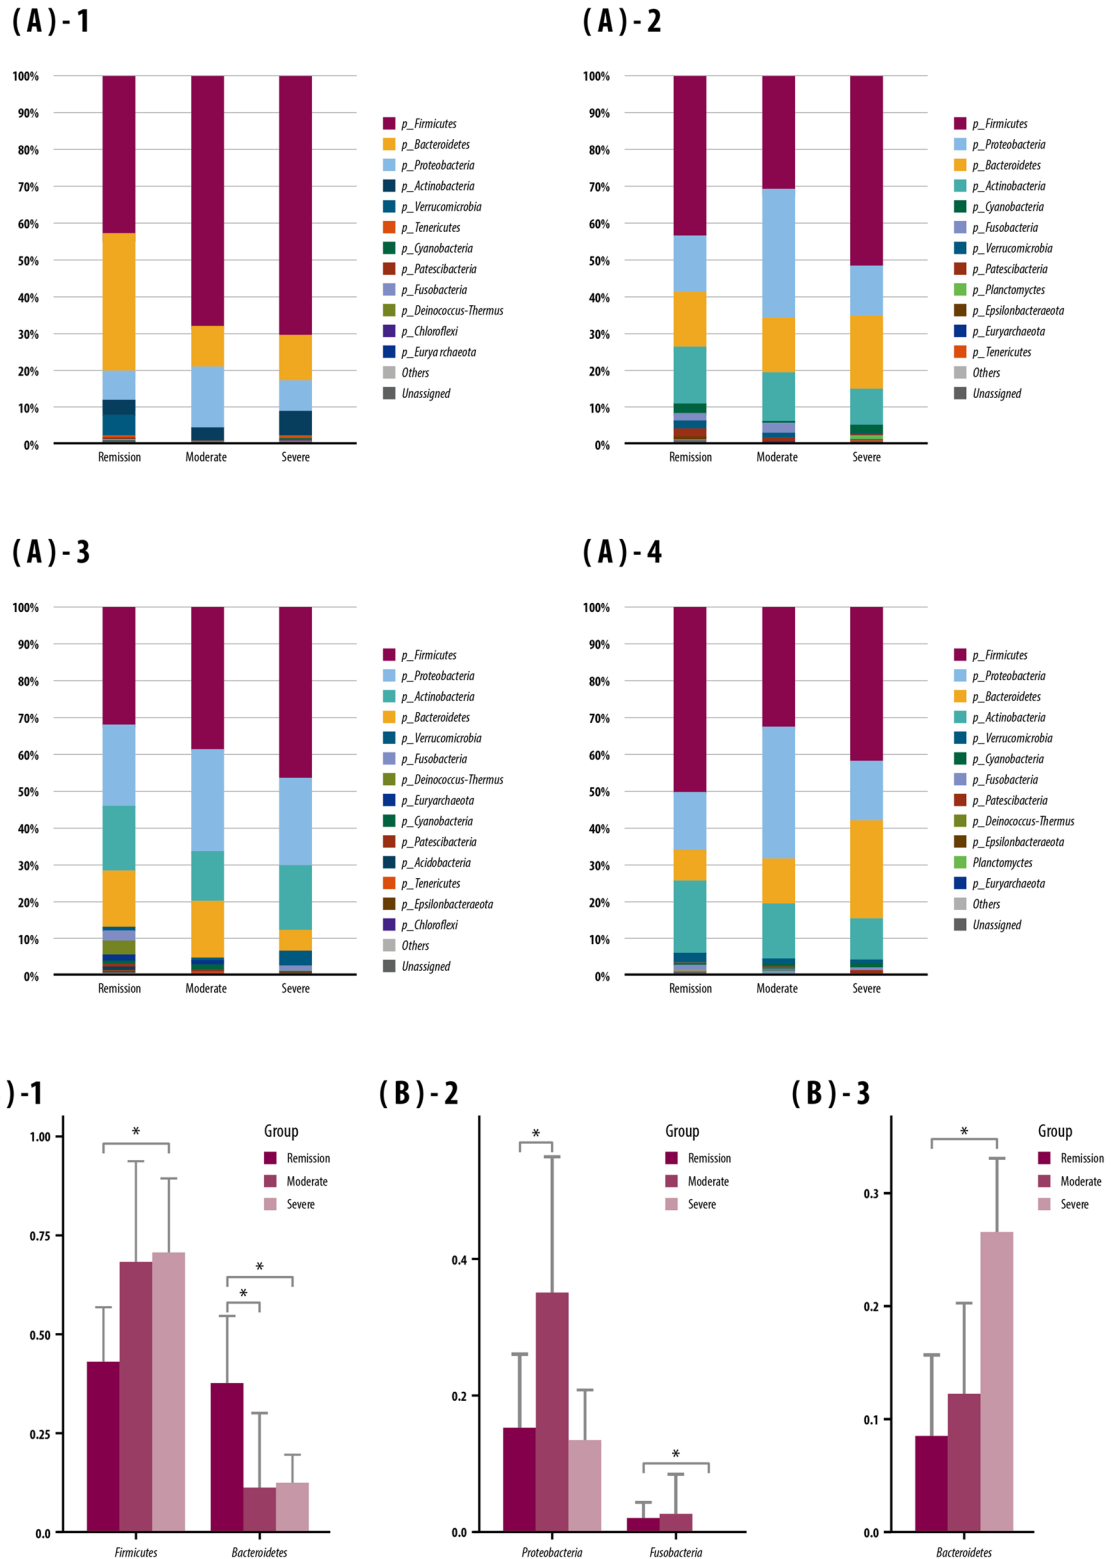 (A)-1
100%
90%
80%
70%
60%
50%
40%
30%
20%
10%
0%
Remission Moderate Severe
p_Firmicutes
p_Bacteroidetes
p_Proteobacteria
p_Actinobacteria
p_Verrucomicrobia
p_Tenericutes
p_Cyanobacteria
p_Patescibacteria
p_Fusobacteria
p_Deinococcus-Thermus
p_Chloroflexi
p_Eurya rchaeota
Others
Unassigned
(A)-2
100%
90%
80%
70%
60%
50%
40%
30%
20%
10%
0%
Remission Moderate Severe
p_Firmicutes
p_Proteobacteria
p_Bacteroidetes
p_Actinobacteria
p_Cyanobacteria
p_Fusobacteria
p_Verrucomicrobia
p_Patescibacteria
p_Planctomyctes
p_Epsilonbacteraeota
p_Euryarchaeota
p_Tenericutes
Others
Unassigned
(A)-3
100%
90%
80%
70%
60%
50%
40%
30%
20%
10%
0%
Remission Moderate Severe
p_Firmicutes
p_Proteobacteria
p_Actinobacteria
p_Bacteroidetes
p_Verrucomicrobia
p_Fusobacteria
p_Deinococcus-Thermus
p_Euryarchaeota
p_Cyanobacteria
p_Patescibacteria
p_Acidobacteria
p_Tenericutes
p_Epsilonbacteraeota
p_Chloroflexi
Others
Unassigned
(A)-4
100%
90%
80%
70%
60%
50%
40%
30%
20%
10%
0%
Remission Moderate Severe
p_Firmicutes
p_Proteobacteria
p_Bacteroidetes
p_Actinobacteria
p_Verrucomicrobia
p_Cyanobacteria
p_Fusobacteria
p_Patescibacteria
p_Deinococcus-Thermus
p_Epsilonbacteraeota
Planctomyctes
p_Euryarchaeota
Others
Unassigned
)-1
1.00
0.75
0.50
0.25
0.0
*
*
*
Group
Remission
Moderate
Severe
Firmicutes Bacteroidetes
(B)-2
0.4
0.2
0.0
*
*
Group
Remission
Moderate
Severe
Proteobacteria Fusobacteria
(B)-3
0.3
0.2
0.1
0.0
*
Group
Remission
Moderate
Severe
Bacteroidetes